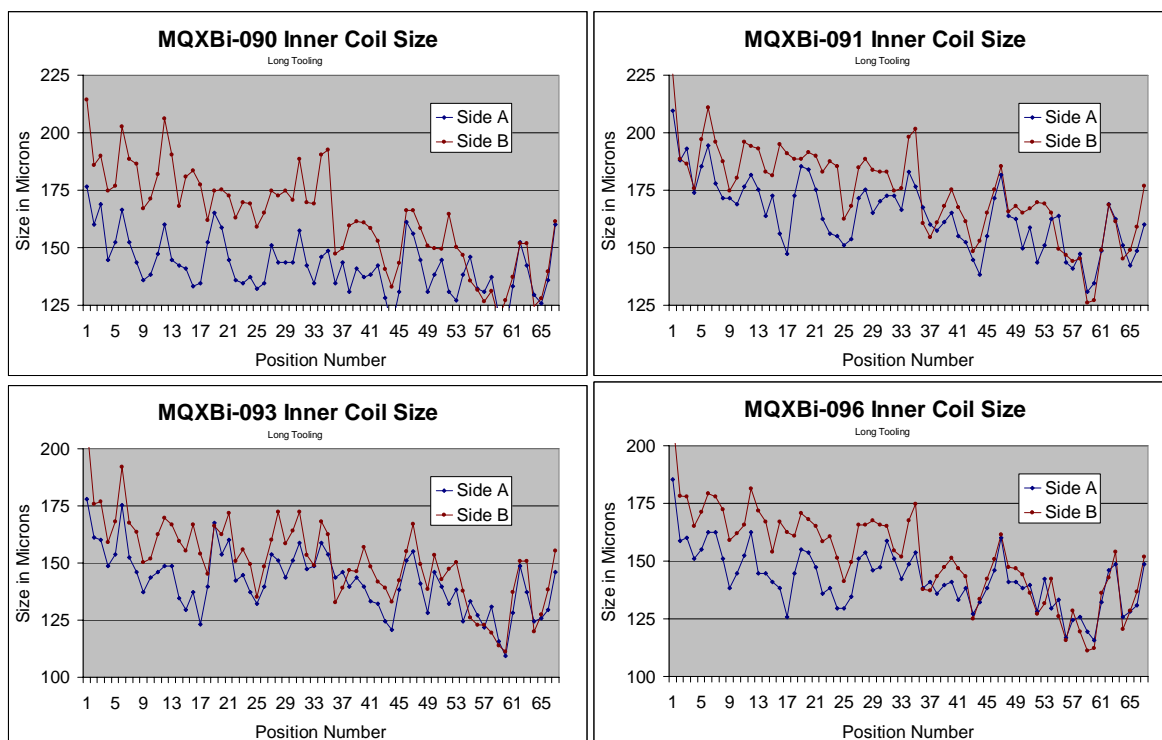 MQXBi-090 Inner Coil Size
Long Tooling
Size in Microns
225
200
175
150
125
Side A
Side B
1 5 9 13 17 21 25 29 33 37 41 45 49 53 57 61 65
Position Number
MQXBi-091 Inner Coil Size
Long Tooling
Size in Microns
225
200
175
150
125
Side A
Side B
1 5 9 13 17 21 25 29 33 37 41 45 49 53 57 61 65
Position Number
MQXBi-093 Inner Coil Size
Long Tooling
Size in Microns
200
175
150
125
100
Side A
Side B
1 5 9 13 17 21 25 29 33 37 41 45 49 53 57 61 65
Position Number
MQXBi-096 Inner Coil Size
Long Tooling
Size in Microns
200
175
150
125
100
Side A
Side B
1 5 9 13 17 21 25 29 33 37 41 45 49 53 57 61 65
Position Number